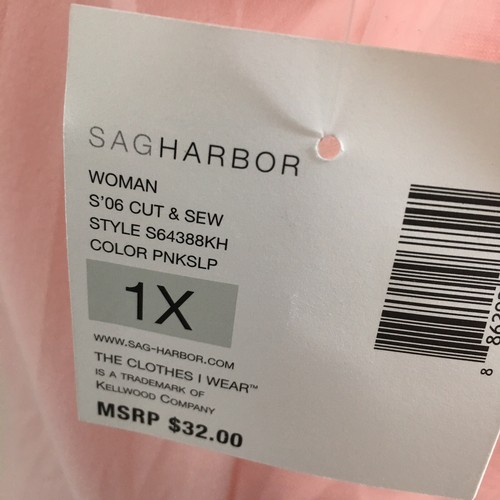 SAGHARBOR
WOMAN
S'06 CUT & SEW
STYLE S64388KH
COLOR PNKSLP
1X
WWW.SAG-HARBOR.COM
THE CLOTHES I WEAR™
IS A TRADEMARK OF
KELLWOOD COMPANY
MSRP $32.00